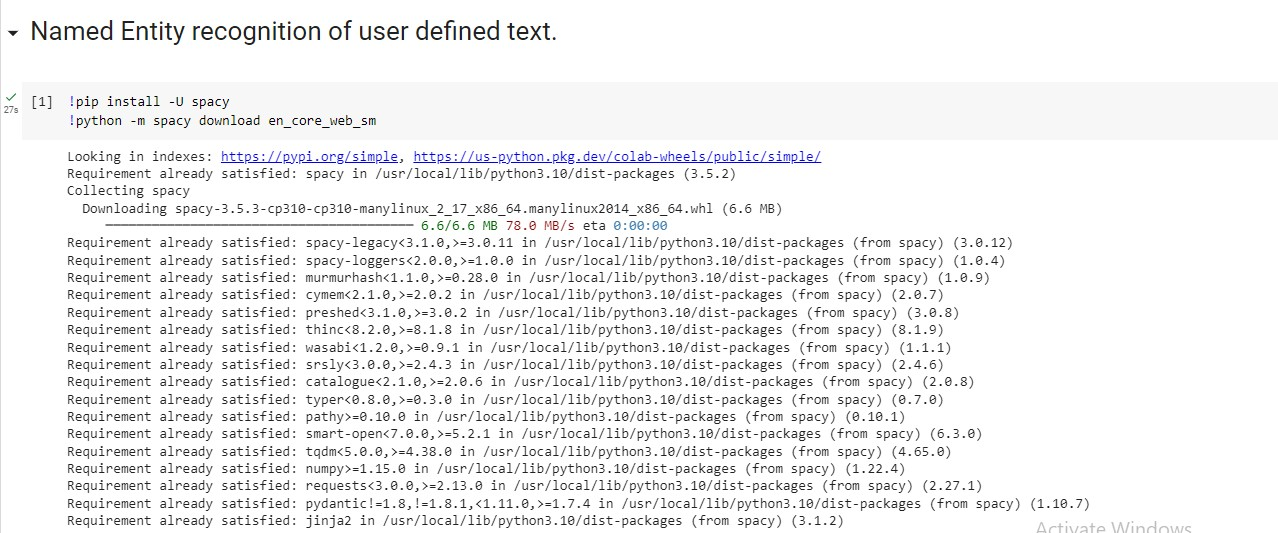 Named Entity recognition of user defined text.
[1] !pip install -U spacy
27s
!python -m spacy download en_core_web_sm
Looking in indexes: https://pypi.org/simple, https://us-python.pkg.dev/colab-wheels/public/simple/
Requirement already satisfied: spacy in /usr/local/lib/python3.10/dist-packages (3.5.2)
Collecting spacy
Downloading spacy-3.5.3-cp310-cp310-manylinux_2_17_x86_64.manylinux2014_x86_64.whl (6.6 MB)
6.6/6.6 MB 78.0 MB/s eta 0:00:00
Requirement already satisfied: spacy-legacy<3.1.0,>=3.0.11 in /usr/local/lib/python3.10/dist-packages (from spacy) (3.0.12)
Requirement already satisfied: spacy-loggers<2.0.0,>=1.0.0 in /usr/local/lib/python3.10/dist-packages (from spacy) (1.0.4)
Requirement already satisfied: murmurhash<1.1.0,>=0.28.0 in /usr/local/lib/python3.10/dist-packages (from spacy) (1.0.9)
Requirement already satisfied: cymem<2.1.0,>=2.0.2 in /usr/local/lib/python3.10/dist-packages (from spacy) (2.0.7)
Requirement already satisfied: preshed<3.1.0,>=3.0.2 in /usr/local/lib/python3.10/dist-packages (from spacy) (3.0.8)
Requirement already satisfied: thinc<8.2.0,>=8.1.8 in /usr/local/lib/python3.10/dist-packages (from spacy) (8.1.9)
Requirement already satisfied: wasabi<1.2.0,>=0.9.1 in /usr/local/lib/python3.10/dist-packages (from spacy) (1.1.1)
Requirement already satisfied: srsly<3.0.0,>=2.4.3 in /usr/local/lib/python3.10/dist-packages (from spacy) (2.4.6)
Requirement already satisfied: catalogue<2.1.0,>=2.0.6 in /usr/local/lib/python3.10/dist-packages (from spacy) (2.0.8)
Requirement already satisfied: typer<0.8.0,>=0.3.0 in /usr/local/lib/python3.10/dist-packages (from spacy) (0.7.0)
Requirement already satisfied: pathy>=0.10.0 in /usr/local/lib/python3.10/dist-packages (from spacy) (0.10.1)
Requirement already satisfied: smart-open<7.0.0,>=5.2.1 in /usr/local/lib/python3.10/dist-packages (from spacy) (6.3.0)
Requirement already satisfied: tqdm<5.0.0,>=4.38.0 in /usr/local/lib/python3.10/dist-packages (from spacy) (4.65.0)
Requirement already satisfied: numpy>=1.15.0 in /usr/local/lib/python3.10/dist-packages (from spacy) (1.22.4)
Requirement already satisfied: requests<3.0.0,>=2.13.0 in /usr/local/lib/python3.10/dist-packages (from spacy) (2.27.1)
Requirement already satisfied: pydantic!=1.8,!=1.8.1,<1.11.0,>=1.7.4 in /usr/local/lib/python3.10/dist-packages (from spacy) (1.10.7)
Requirement already satisfied: jinja2 in /usr/local/lib/python3.10/dist-packages (from spacy) (3.1.2)
Activate Windows